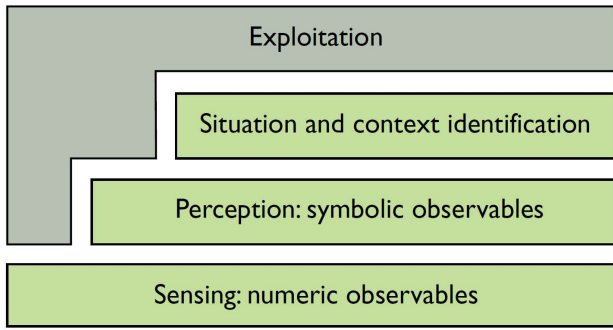 Exploitation
Situation and context identification
Perception: symbolic observables
Sensing: numeric observables